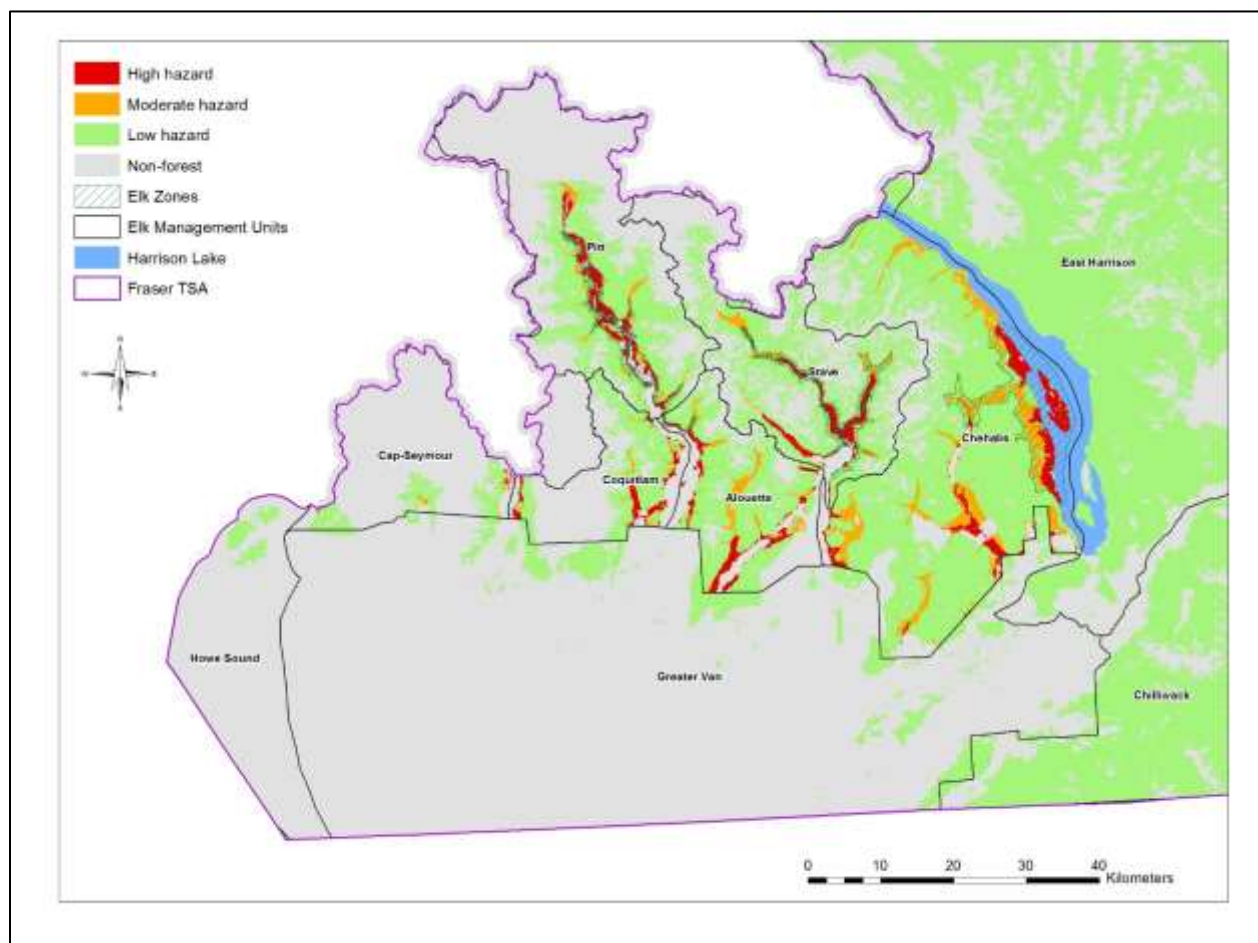 High hazard
Moderate hazard
Low hazard
Non-forest
Elk Zones
Elk Management Units
Harrison Lake
Fraser TSA
N
W
E
S
Pitt
East Harrison
Stave
Chehalis
Cap-Seymour
Coquitlam
Alouette
Howe Sound
Greater Van
Chilliwack
0 5 10 20 30 40
Kilometers